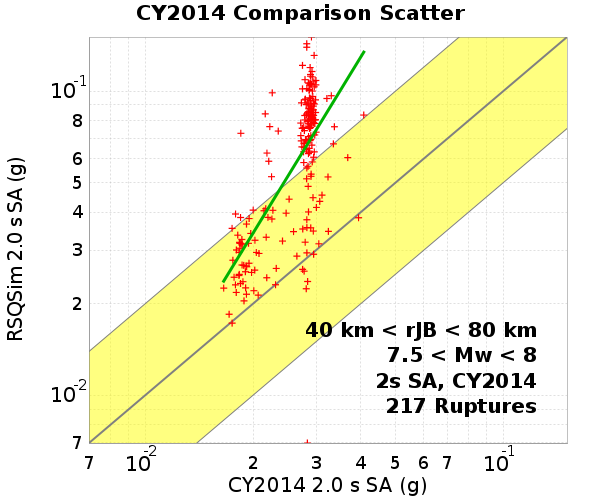 CY2014 Comparison Scatter
RSQSim 2.0 s SA (g)
10⁻¹
8
6
5
4
3
2
10⁻²
7
40 km < rJB < 80 km
7.5 < Mw < 8
2s SA, CY2014
217 Ruptures
7 10⁻² 2 3 4 5 6 7 10⁻¹
CY2014 2.0 s SA (g)